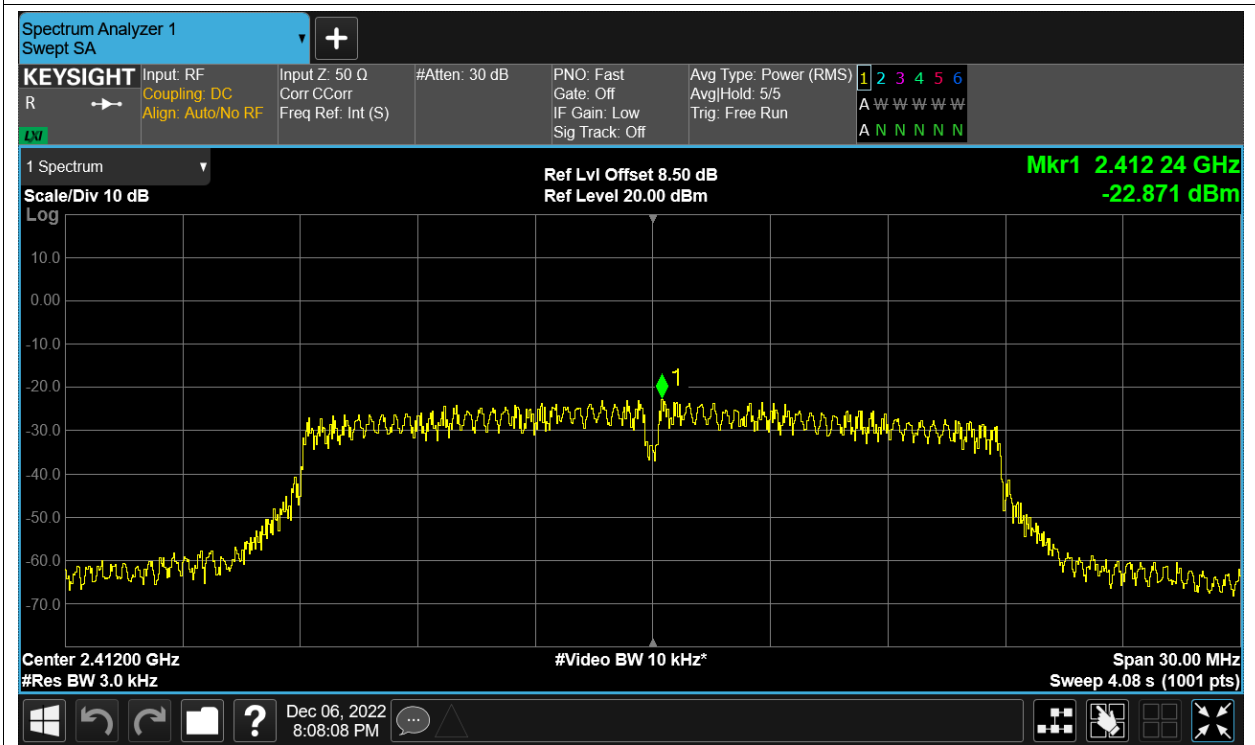 Spectrum Analyzer 1
Swept SA
KEYSIGHT
R
LXI
Input: RF
Coupling: DC
Align: Auto/No RF
Input Z: 50 Ω
Corr CCorr
Freq Ref: Int (S)
#Atten: 30 dB
PNO: Fast
Gate: Off
IF Gain: Low
Sig Track: Off
Avg Type: Power (RMS)
Avg|Hold: 5/5
Trig: Free Run
1 2 3 4 5 6
A W W W W W
A N N N N N
1 Spectrum
Scale/Div 10 dB
Log
Ref Lvl Offset 8.50 dB
Ref Level 20.00 dBm
Mkr1 2.412 24 GHz
-22.871 dBm
10.0
0.00
-10.0
-20.0
-30.0
-40.0
-50.0
-60.0
-70.0
1
Center 2.41200 GHz
#Res BW 3.0 kHz
#Video BW 10 kHz*
Span 30.00 MHz
Sweep 4.08 s (1001 pts)
?
Dec 06, 2022
8:08:08 PM